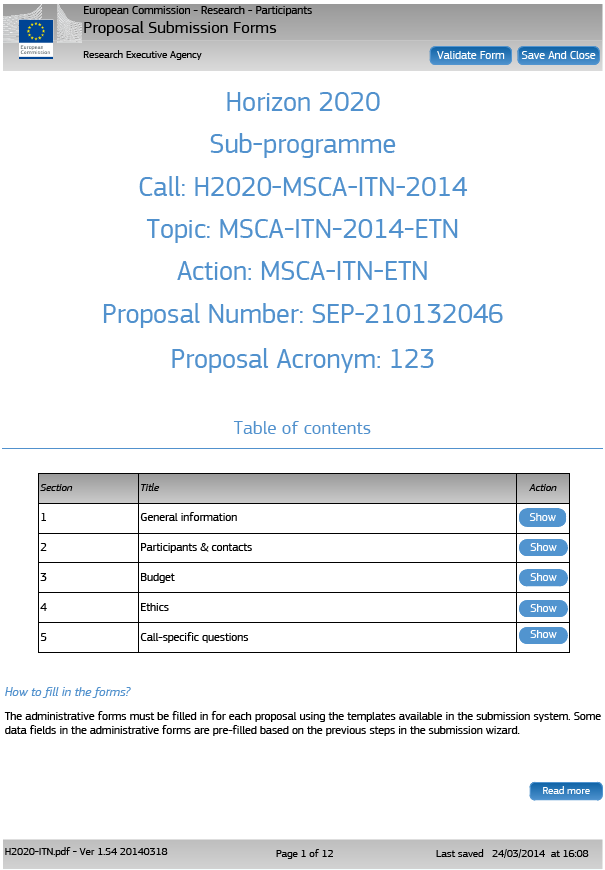 European Commission - Research - Participants
Proposal Submission Forms
European
Commission
Research Executive Agency
Validate Form
Save And Close
Horizon 2020
Sub-programme
Call: H2020-MSCA-ITN-2014
Topic: MSCA-ITN-2014-ETN
Action: MSCA-ITN-ETN
Proposal Number: SEP-210132046
Proposal Acronym: 123
Table of contents
Section Title Action
1 General information Show
2 Participants & contacts Show
3 Budget Show
4 Ethics Show
5 Call-specific questions Show
How to fill in the forms?
The administrative forms must be filled in for each proposal using the templates available in the submission system. Some
data fields in the administrative forms are pre-filled based on the previous steps in the submission wizard.
Read more
H2020-ITN.pdf - Ver 1.54 20140318 Page 1 of 12 Last saved 24/03/2014 at 16:08